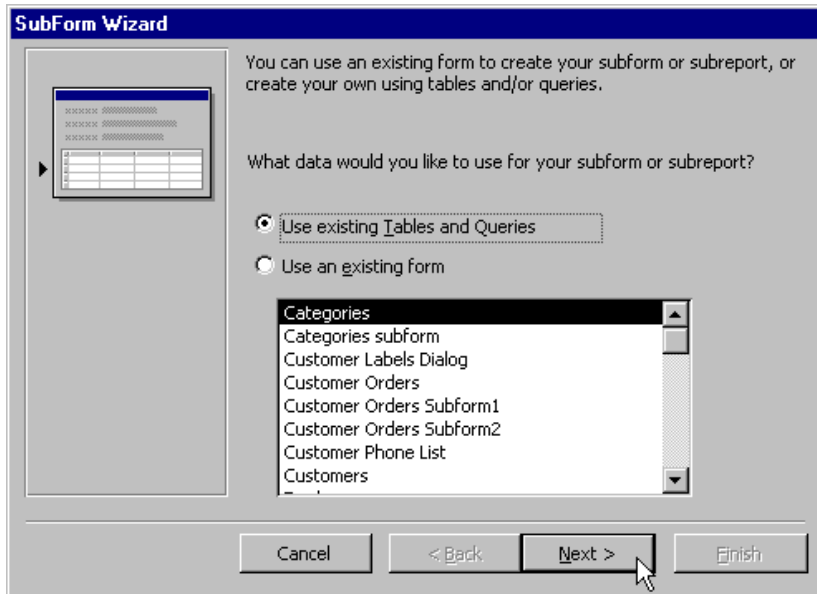 SubForm Wizard
You can use an existing form to create your subform or subreport, or
create your own using tables and/or queries.
What data would you like to use for your subform or subreport?
Use existing Tables and Queries
Use an existing form
Categories
Categories subform
Customer Labels Dialog
Customer Orders
Customer Orders Subform1
Customer Orders Subform2
Customer Phone List
Customers
Cancel
< Back
Next >
Finish